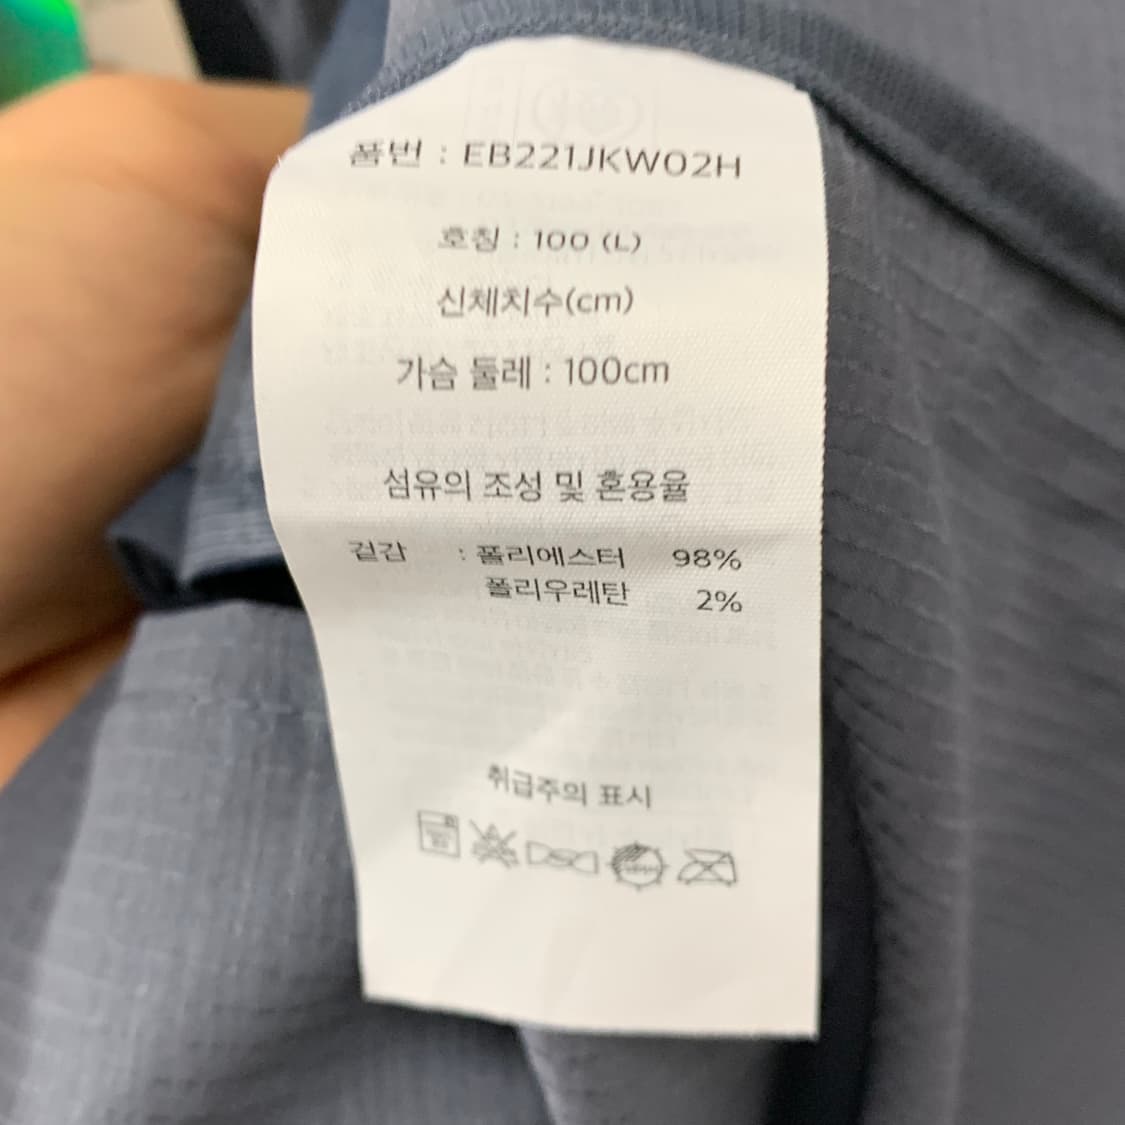 품번 : EB221JKW02H
호칭 : 100 (L)
신체치수(cm)
가슴 둘레 : 100cm
섬유의 조성 및 혼용율
겉감 : 폴리에스터 98%
폴리우레탄 2%
취급주의 표시